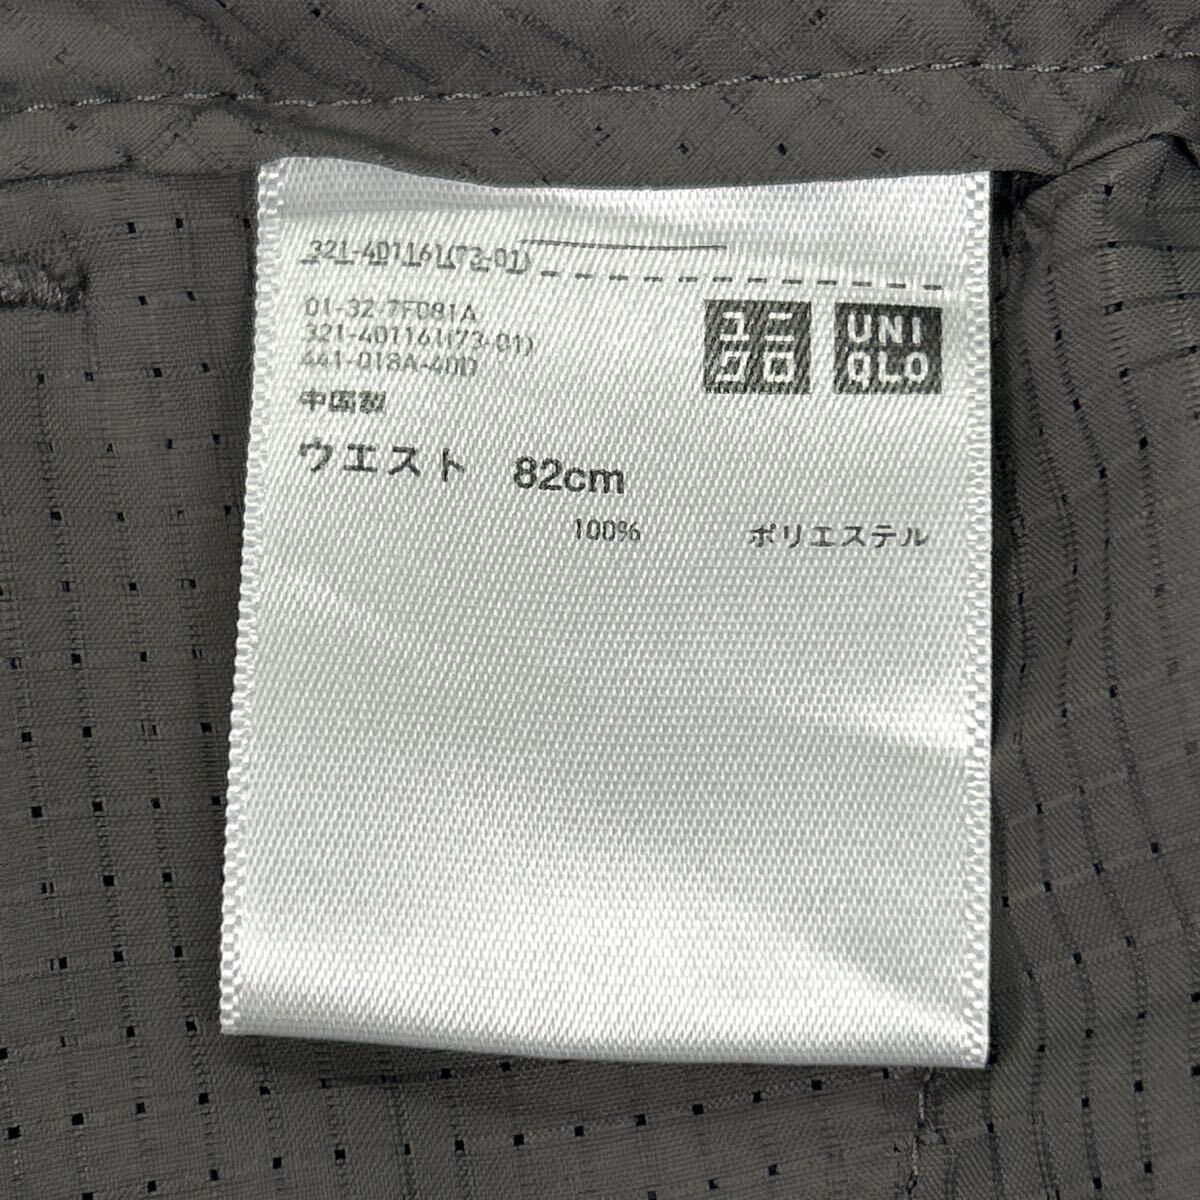 321-401161(73-01)
01-32-7F081A
321-401161(73-01)
441-018A-40D
中国製
ユニ
クロ
UNI
QLO
ウエスト 82cm
100% ポリエステル